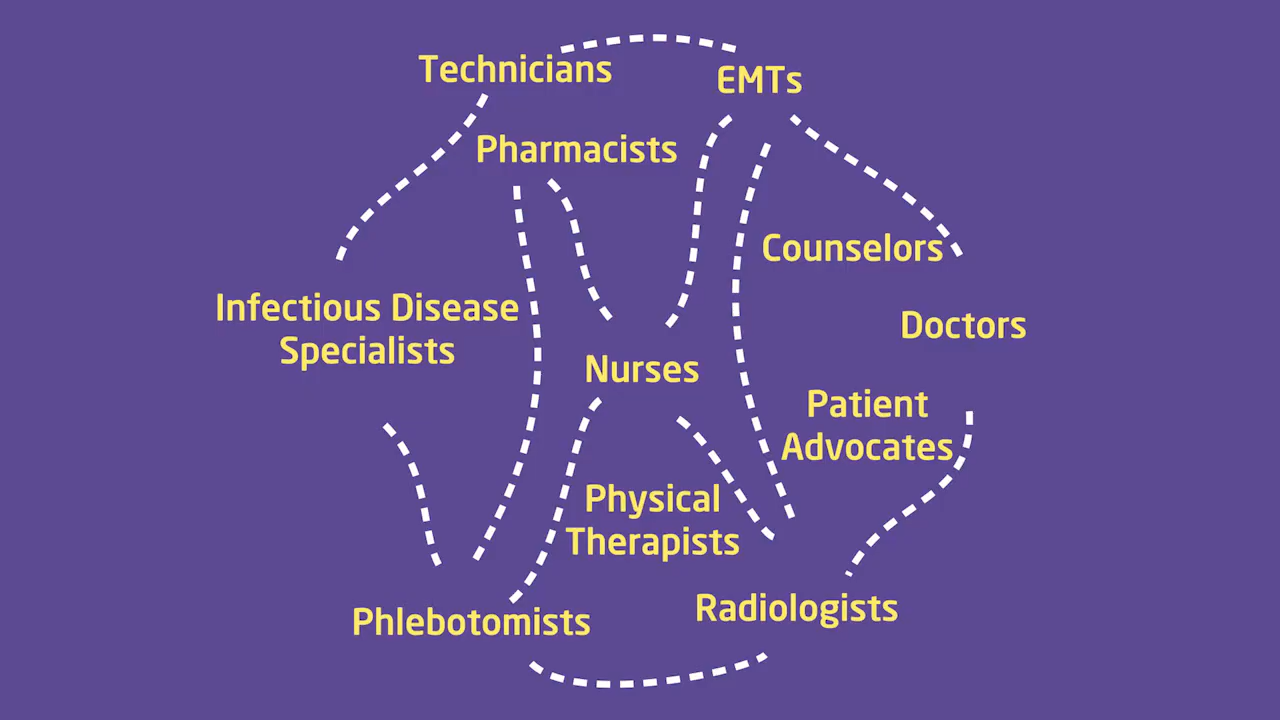 Technicians
EMTs
Pharmacists
Counselors
Infectious Disease
Specialists
Doctors
Nurses
Patient
Advocates
Physical
Therapists
Phlebotomists
Radiologists